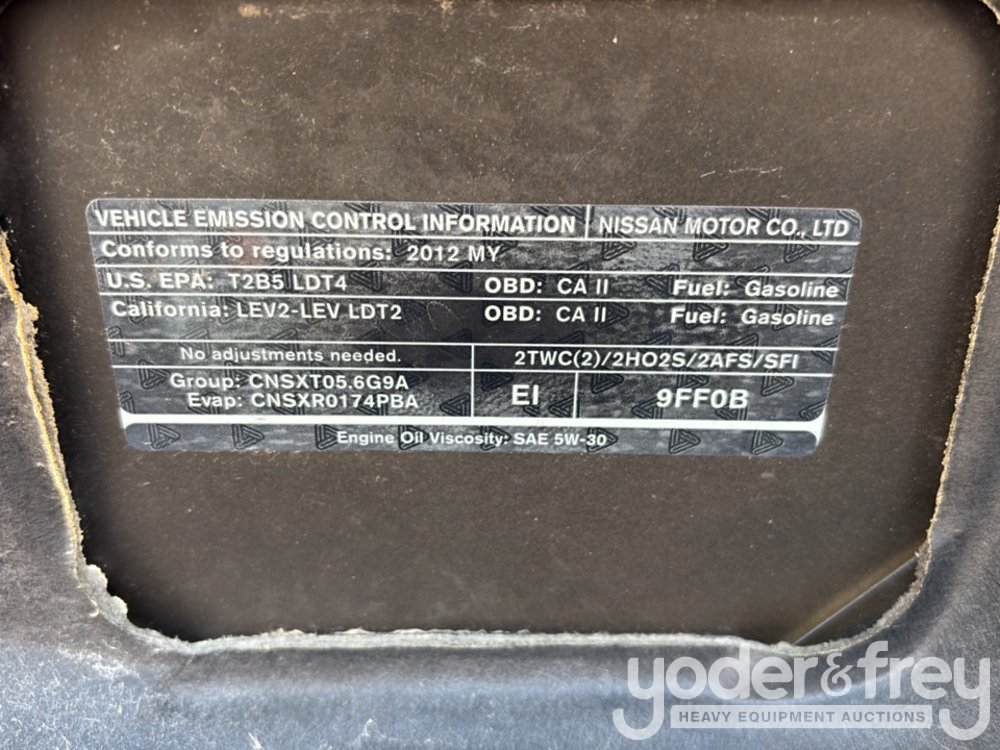 VEHICLE EMISSION CONTROL INFORMATION NISSAN MOTOR CO., LTD
Conforms to regulations: 2012 MY
U.S. EPA: T2B5 LDT4 OBD: CA II Fuel: Gasoline
California: LEV2-LEV LDT2 OBD: CA II Fuel: Gasoline
No adjustments needed. 2TWC(2)/2HO2S/2AFS/SFI
Group: CNSXT05.6G9A
Evap: CNSXR0174PBA
EI 9FF0B
Engine Oil Viscosity: SAE 5W-30
yoder&frey
HEAVY EQUIPMENT AUCTIONS